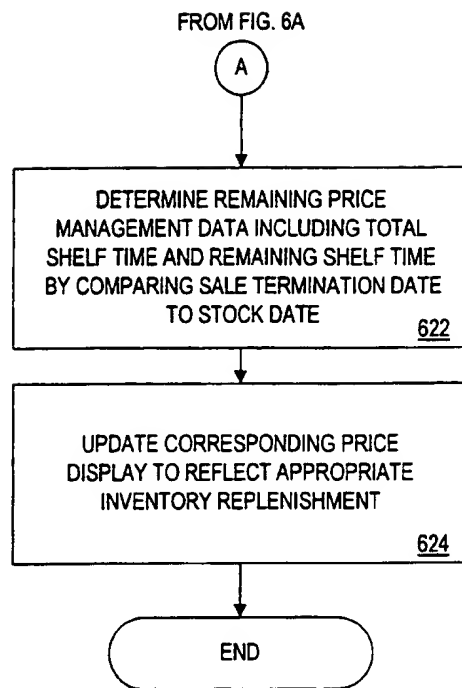 FROM FIG. 6A
A
DETERMINE REMAINING PRICE
MANAGEMENT DATA INCLUDING TOTAL
SHELF TIME AND REMAINING SHELF TIME
BY COMPARING SALE TERMINATION DATE
TO STOCK DATE
622
UPDATE CORRESPONDING PRICE
DISPLAY TO REFLECT APPROPRIATE
INVENTORY REPLENISHMENT
624
END